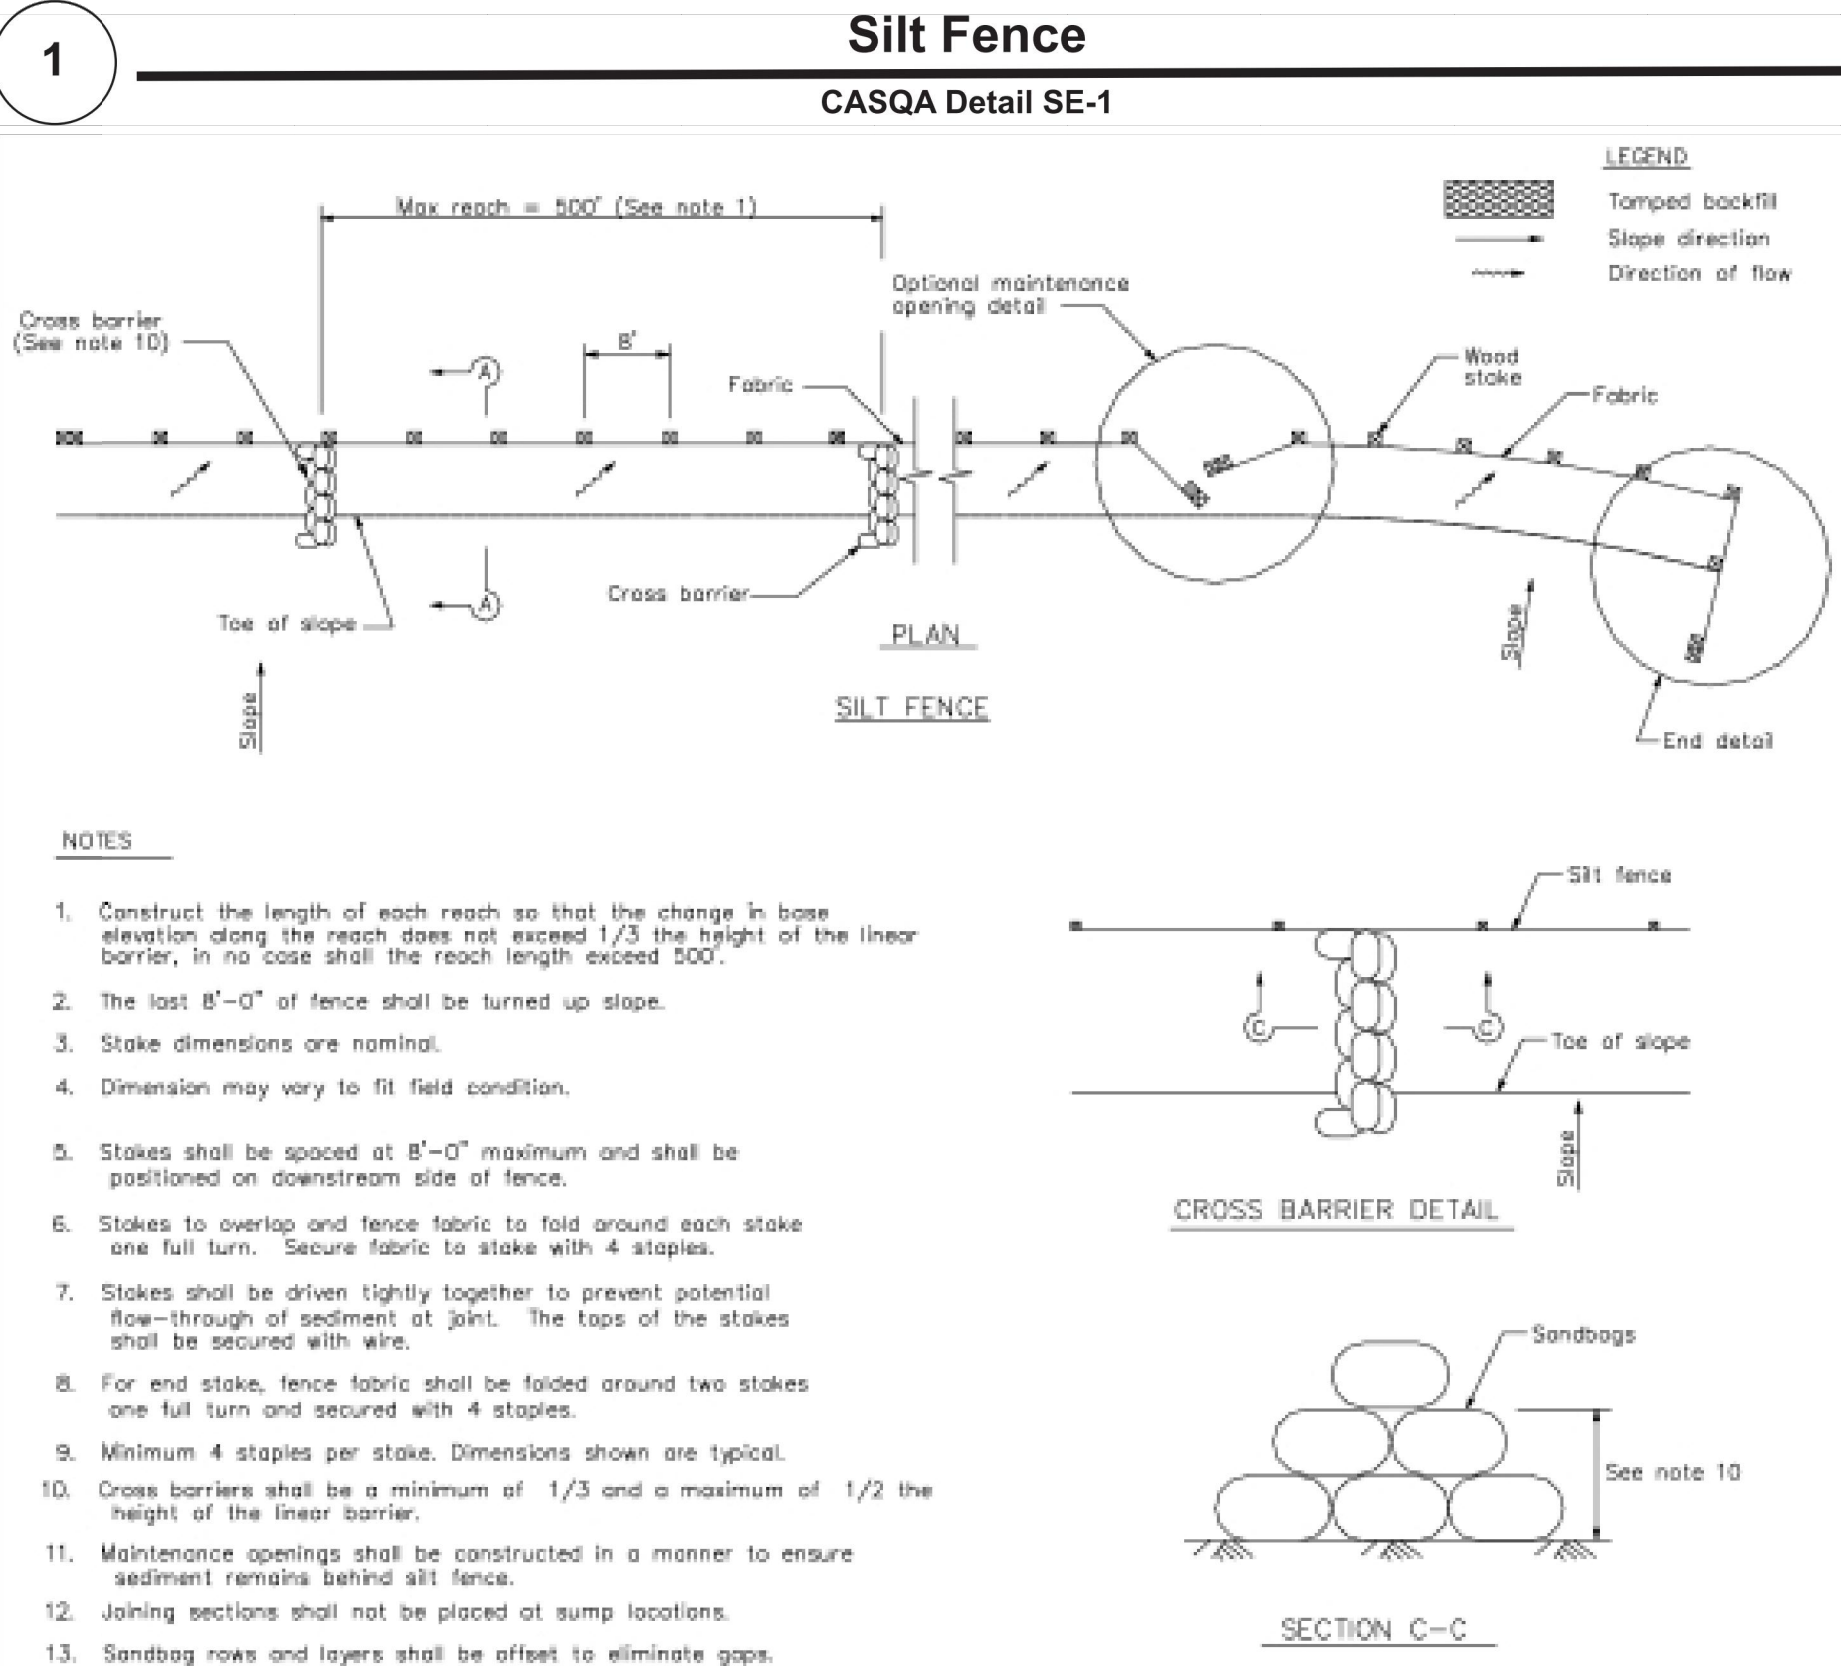 1
Silt Fence
CASQA Detail SE-1
LEGEND
Tamped backfill
Slope direction
Direction of flow
Max reach = 500' (See note 1)
Optional maintenance
opening detail
Cross barrier
(See note 10)
A
8'
Fabric
Wood
stake
Fabric
Toe of slope
A
Cross barrier
PLAN
SILT FENCE
Slope
Slope
End detail
NOTES
1. Construct the length of each reach so that the change in base
elevation along the reach does not exceed 1/3 the height of the linear
barrier, in no case shall the reach length exceed 500'.
2. The last 8'-0" of fence shall be turned up slope.
3. Stake dimensions are nominal.
4. Dimension may vary to fit field condition.
5. Stakes shall be spaced at 8'-0" maximum and shall be
positioned on downstream side of fence.
6. Stakes to overlap and fence fabric to fold around each stake
one full turn. Secure fabric to stake with 4 staples.
7. Stakes shall be driven tightly together to prevent potential
flow-through of sediment at joint. The tops of the stakes
shall be secured with wire.
8. For end stake, fence fabric shall be folded around two stakes
one full turn and secured with 4 staples.
9. Minimum 4 staples per stake. Dimensions shown are typical.
10. Cross barriers shall be a minimum of 1/3 and a maximum of 1/2 the
height of the linear barrier.
11. Maintenance openings shall be constructed in a manner to ensure
sediment remains behind silt fence.
12. Joining sections shall not be placed at sump locations.
13. Sandbag rows and layers shall be offset to eliminate gaps.
Silt fence
C
C
Toe of slope
Slope
CROSS BARRIER DETAIL
Sandbags
See note 10
SECTION C-C